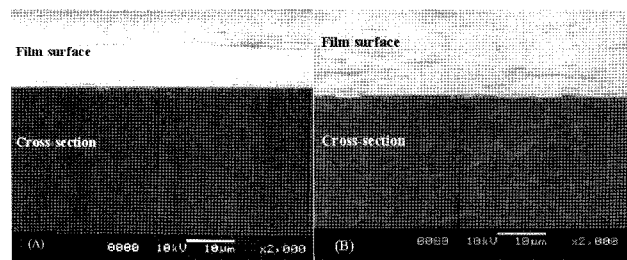 Film surface
Cross section
(A) 0000 10kV 10µm x2,000
Film surface
Cross section
(B) 0000 10kV 10µm x2,000